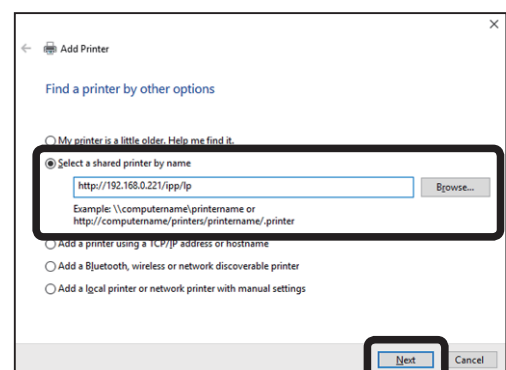 Add Printer
Find a printer by other options
My printer is a little older. Help me find it.
Select a shared printer by name
http://192.168.0.221/ipp/lp
Browse...
Example: \\computername\printername or
http://computername/printers/printername/.printer
Add a printer using a TCP/IP address or hostname
Add a Bluetooth, wireless or network discoverable printer
Add a local printer or network printer with manual settings
Next
Cancel